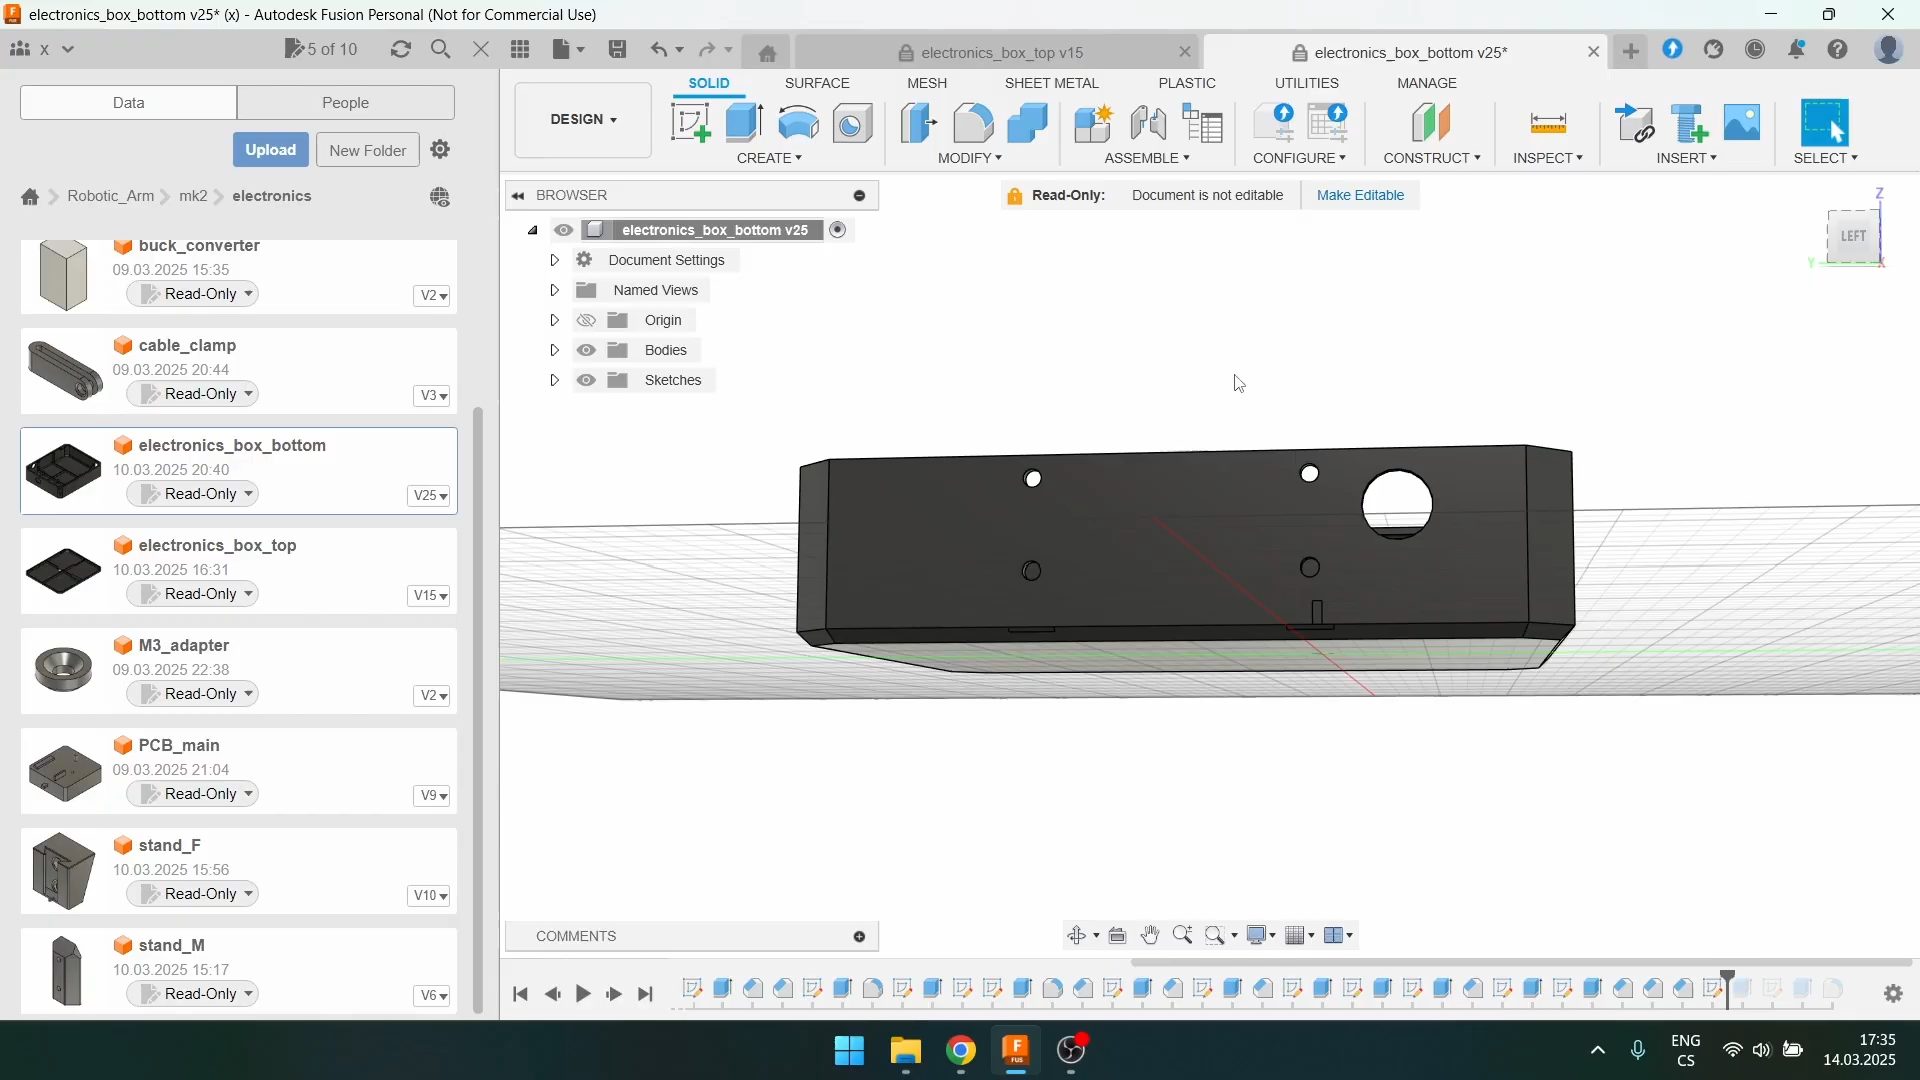 electronics_box_bottom v25* (x) - Autodesk Fusion Personal (Not for Commercial Use)
x
5 of 10
electronics_box_top v15
electronics_box_bottom v25*
Data
People
Upload
New Folder
Robotic_Arm
mk2
electronics
buck_converter
09.03.2025 15:35
Read-Only
V2
cable_clamp
09.03.2025 20:44
Read-Only
V3
electronics_box_bottom
10.03.2025 20:40
Read-Only
V25
electronics_box_top
10.03.2025 16:31
Read-Only
V15
M3_adapter
09.03.2025 22:38
Read-Only
V2
PCB_main
09.03.2025 21:04
Read-Only
V9
stand_F
10.03.2025 15:56
Read-Only
V10
stand_M
10.03.2025 15:17
Read-Only
V6
DESIGN
SOLID
SURFACE
MESH
SHEET METAL
PLASTIC
UTILITIES
MANAGE
CREATE
MODIFY
ASSEMBLE
CONFIGURE
CONSTRUCT
INSPECT
INSERT
SELECT
BROWSER
Read-Only: Document is not editable Make Editable
electronics_box_bottom v25
Document Settings
Named Views
Origin
Bodies
Sketches
Z
LEFT
Y
X
COMMENTS
F
FUS
ENG
CS
17:35
14.03.2025